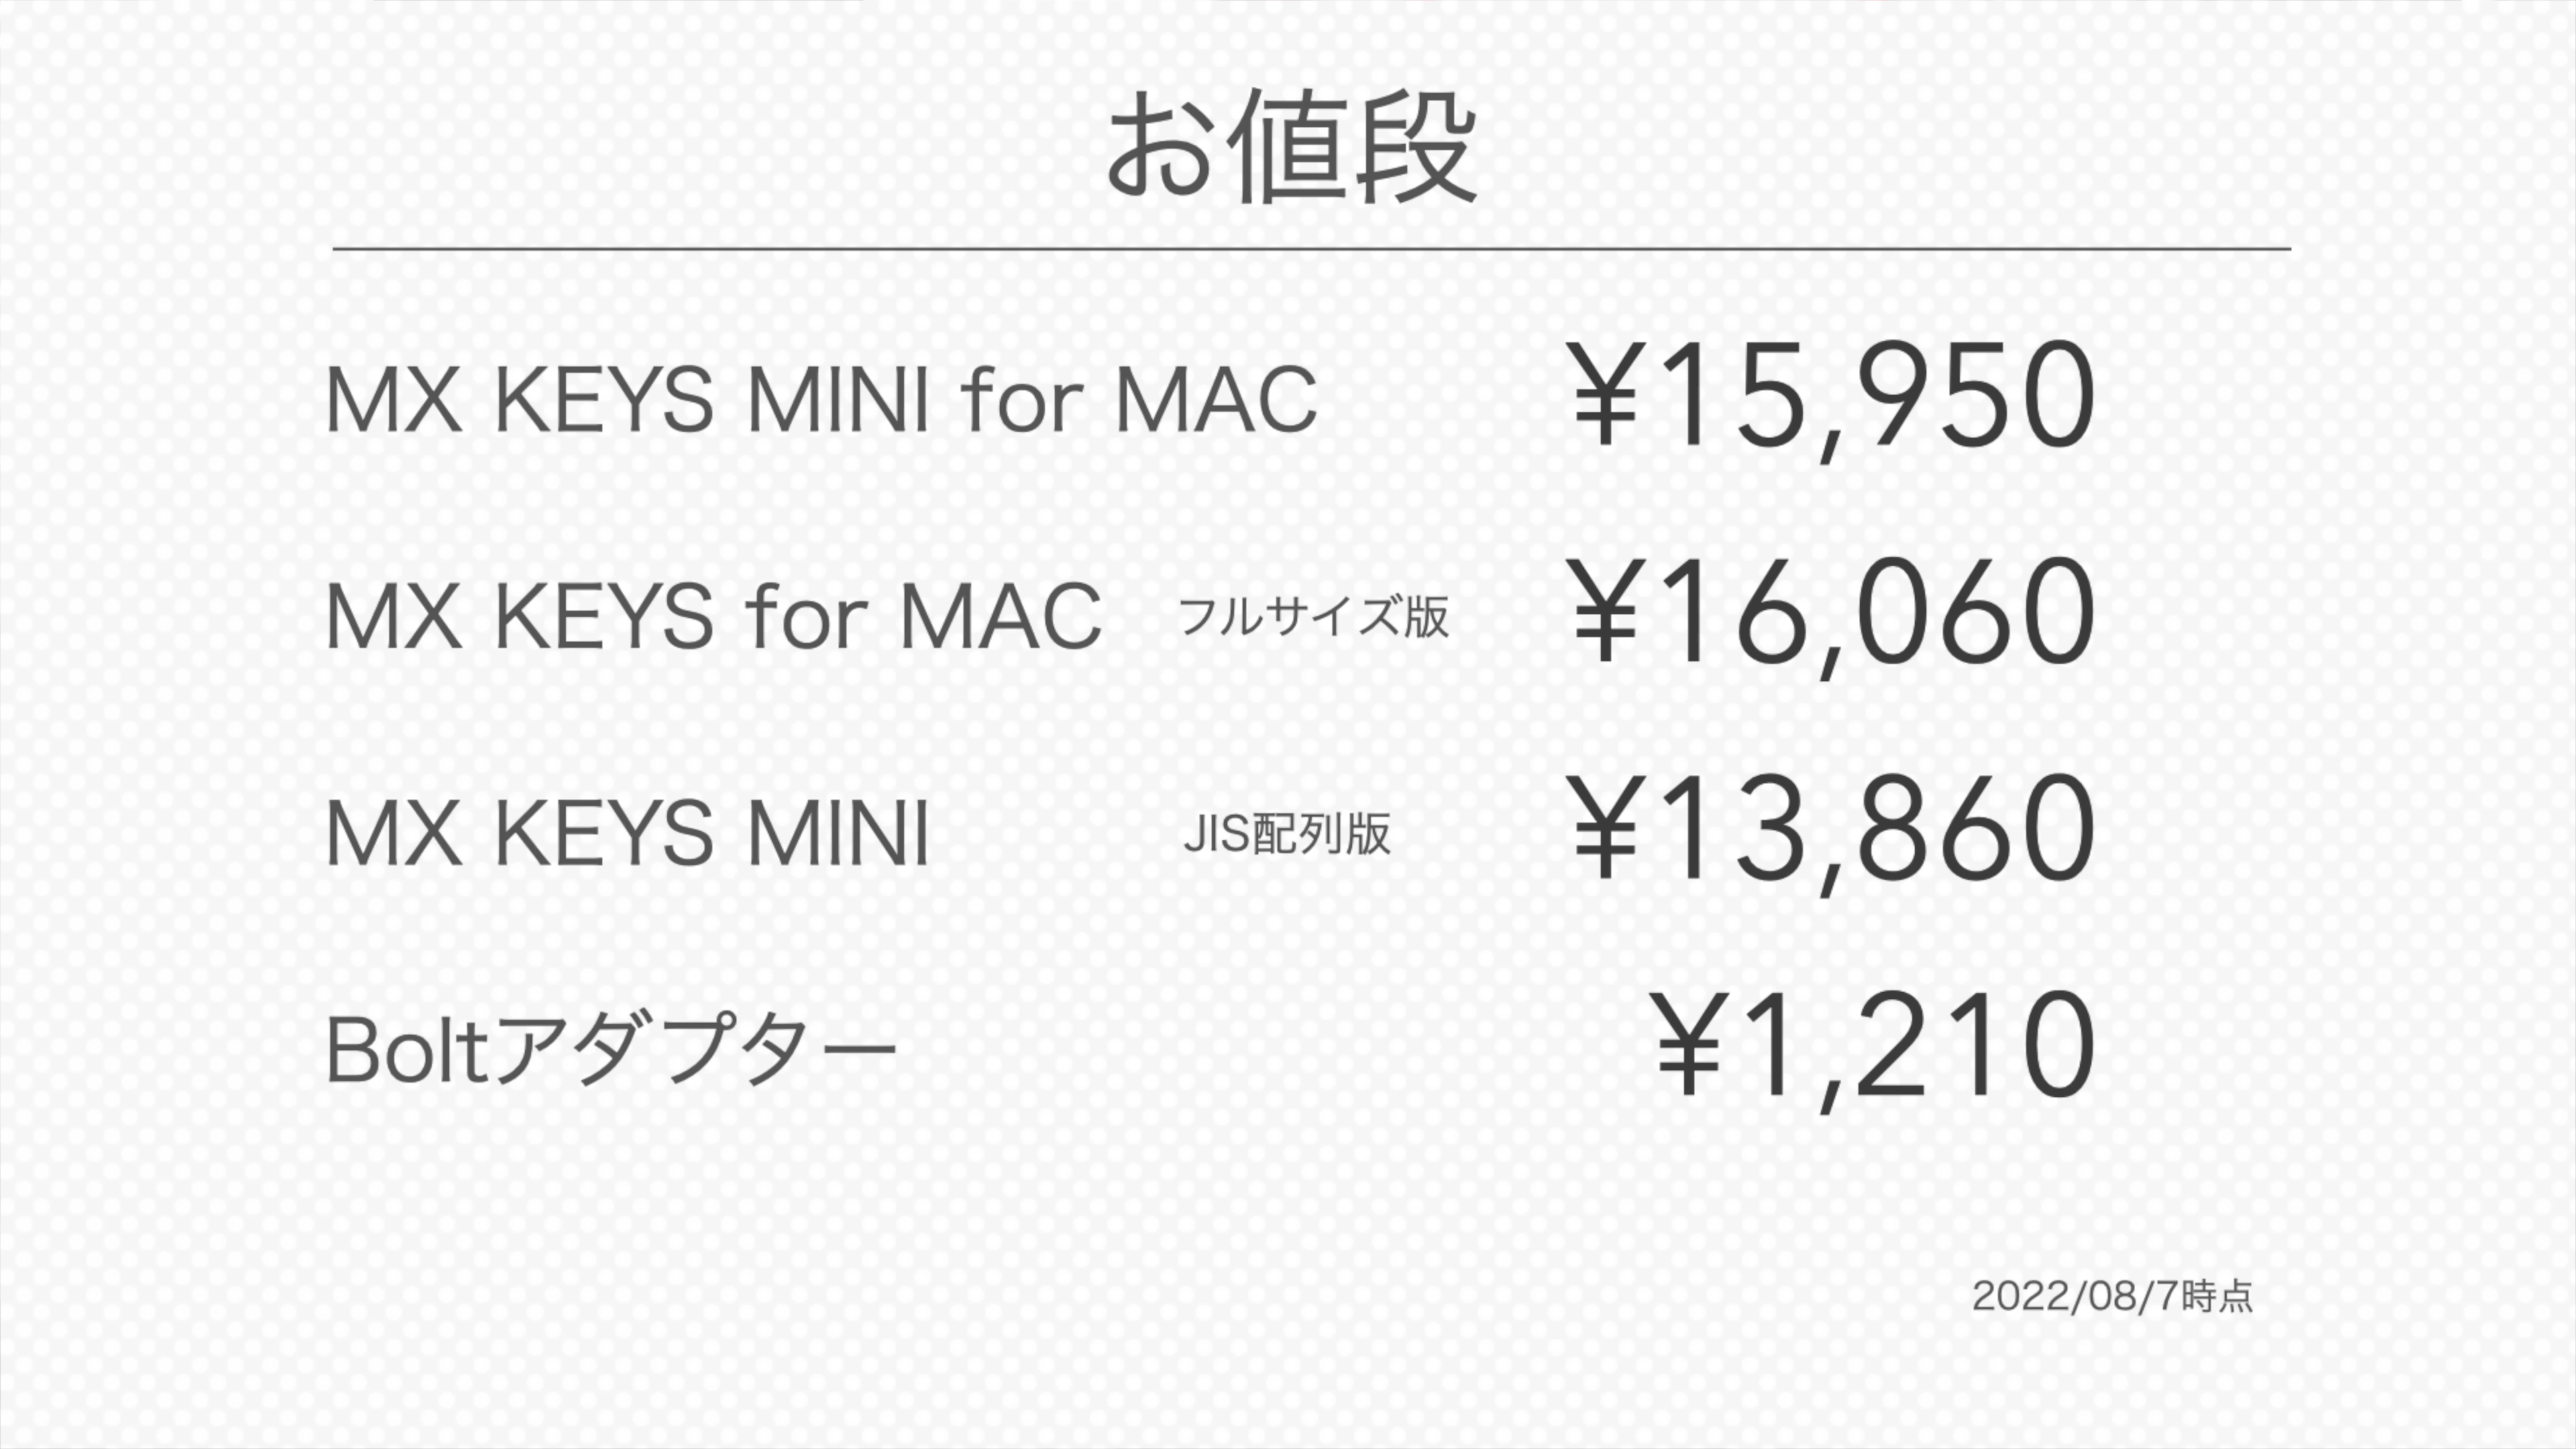 お値段
MX KEYS MINI for MAC ¥15,950
MX KEYS for MAC フルサイズ版 ¥16,060
MX KEYS MINI JIS配列版 ¥13,860
Boltアダプター ¥1,210
2022/08/7時点